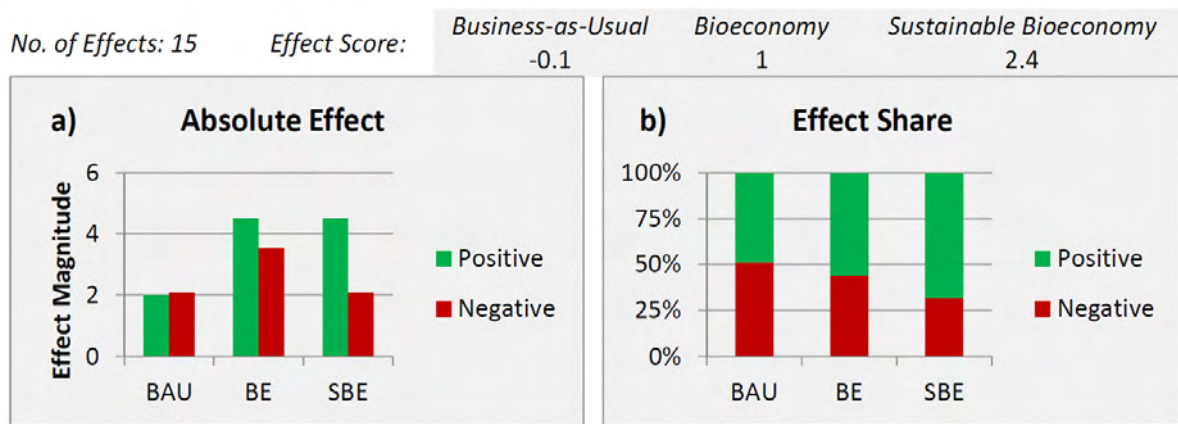 No. of Effects: 15 Effect Score: Business-as-Usual Bioeconomy Sustainable Bioeconomy
-0.1 1 2.4
a) Absolute Effect
Effect Magnitude
6
4
2
0
BAU BE SBE
Positive
Negative
b) Effect Share
100%
75%
50%
25%
0%
BAU BE SBE
Positive
Negative